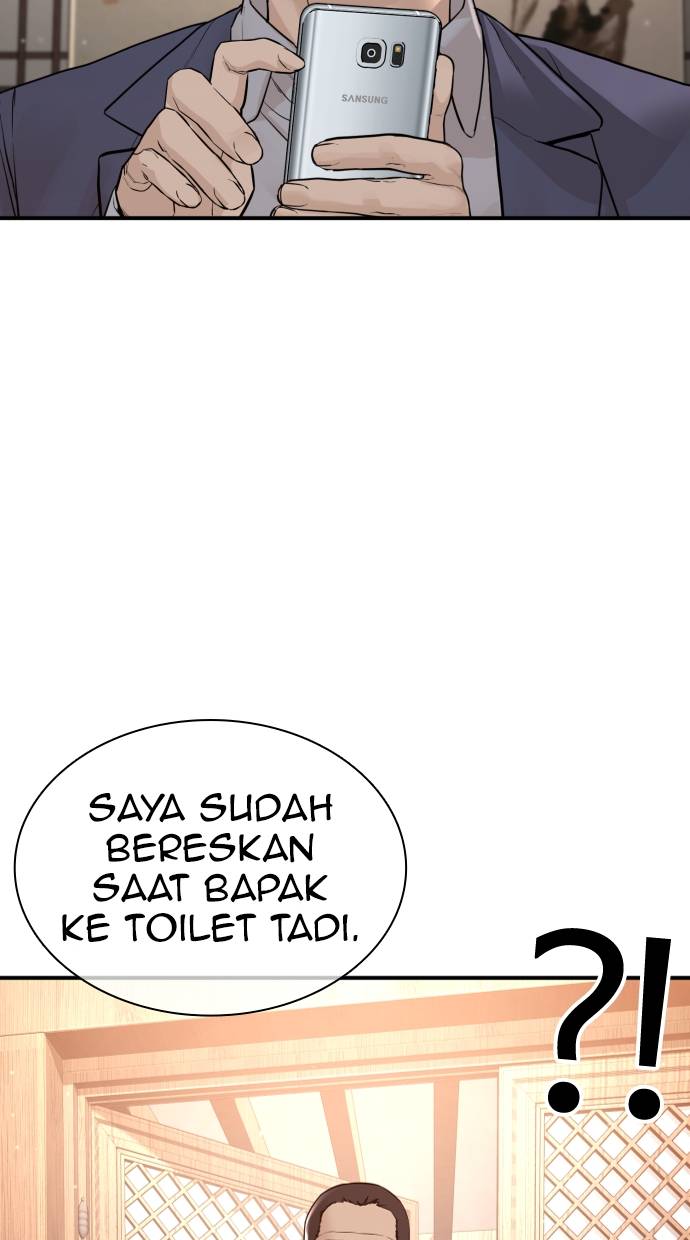 SAMSUNG
SAYA SUDAH
BERESKAN
SAAT BAPAK
KE TOILET TADI.
?!